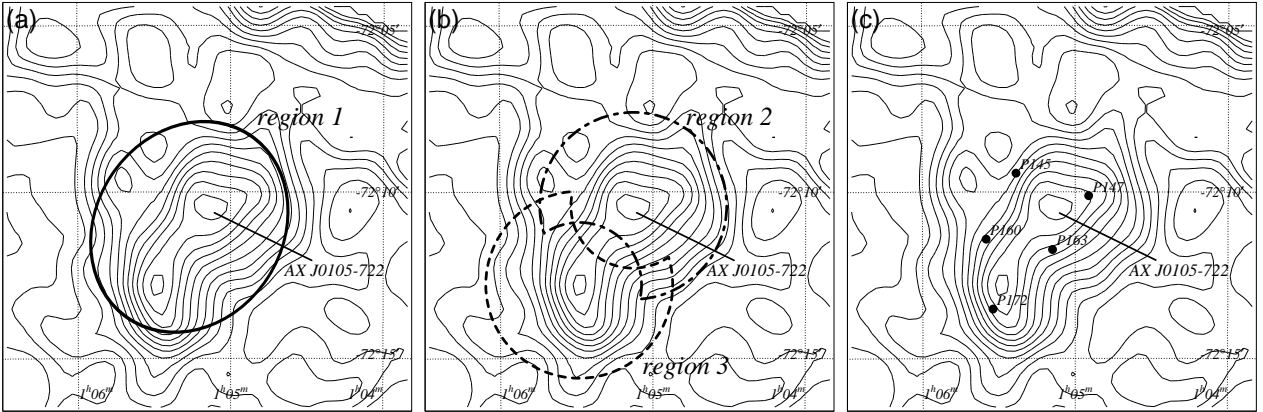 (a)
-72°05′
region 1
-72°10′
AX J0105-722
-72°15′
1ʰ06ᵐ
1ʰ05ᵐ
1ʰ04ᵐ
(b)
-72°05′
region 2
-72°10′
AX J0105-722
-72°15′
region 3
1ʰ06ᵐ
1ʰ05ᵐ
1ʰ04ᵐ
(c)
-72°05′
P145
-72°10′
P147
P160
P163
AX J0105-722
P172
-72°15′
1ʰ06ᵐ
1ʰ05ᵐ
1ʰ04ᵐ